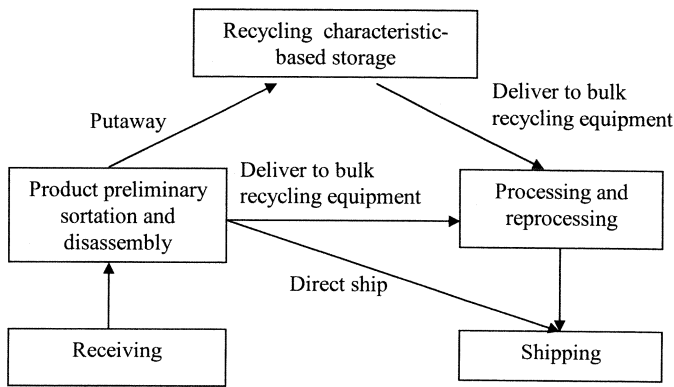 Recycling characteristic-
based storage
Deliver to bulk
recycling equipment
Putaway
Product preliminary
sortation and
disassembly
Deliver to bulk
recycling equipment
Processing and
reprocessing
Direct ship
Receiving
Shipping